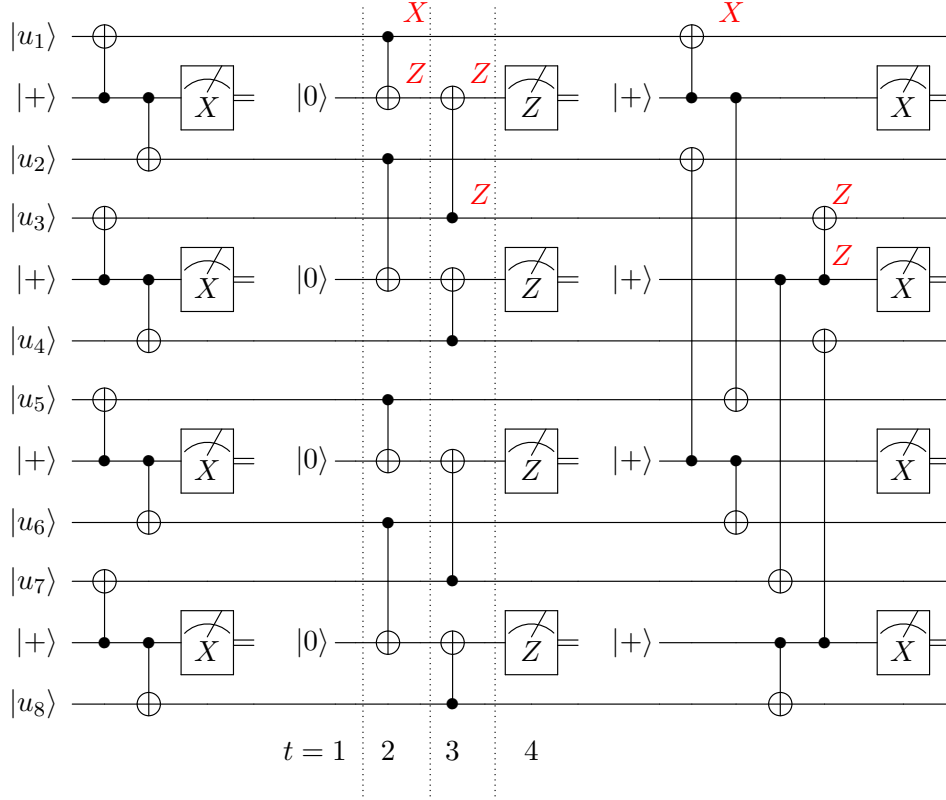 |u₁⟩ X X
|+⟩ X |0⟩ Z Z Z |+⟩ X
|u₂⟩
|u₃⟩ Z Z
|+⟩ X |0⟩ Z |+⟩ Z X
|u₄⟩
|u₅⟩
|+⟩ X |0⟩ Z |+⟩ X
|u₆⟩
|u₇⟩
|+⟩ X |0⟩ Z |+⟩ X
|u₈⟩
t = 1 2 3 4